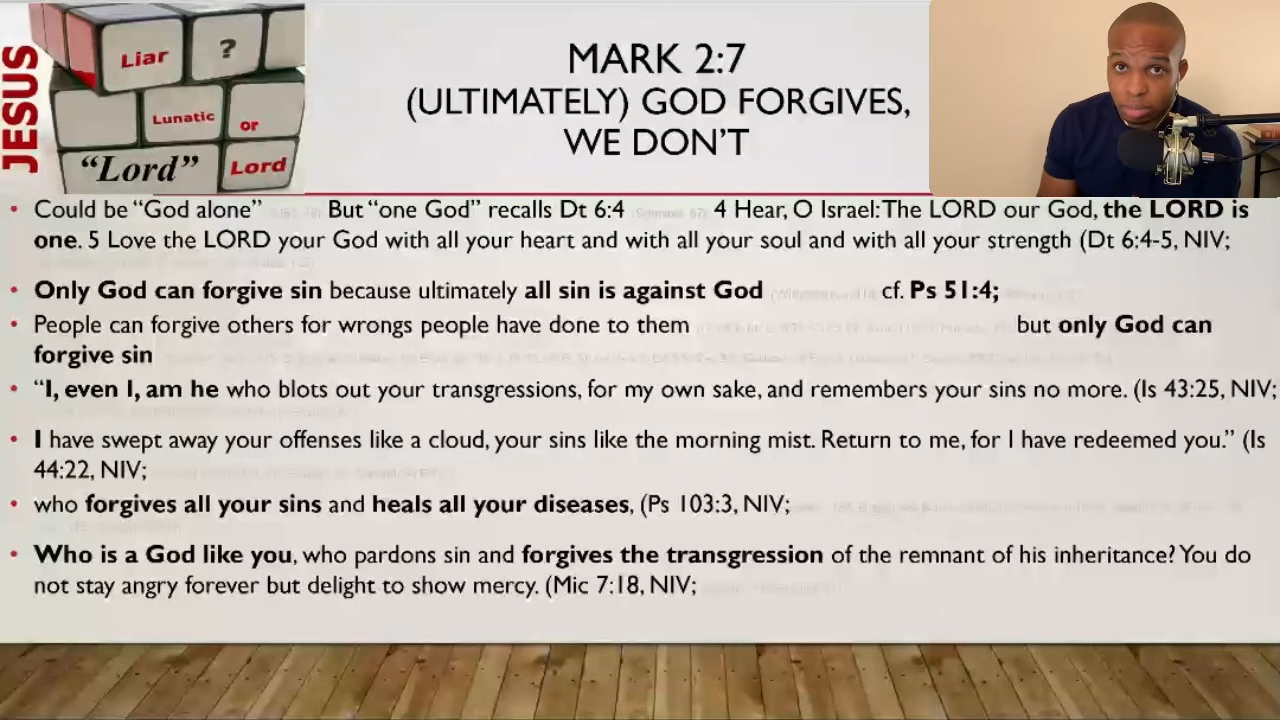 JESUS
Liar
?
Lunatic
or
“Lord”
Lord
MARK 2:7
(ULTIMATELY) GOD FORGIVES,
WE DON’T
• Could be “God alone” But “one God” recalls Dt 6:4 4 Hear, O Israel: The LORD our God, the LORD is
one. 5 Love the LORD your God with all your heart and with all your soul and with all your strength (Dt 6:4-5, NIV;
• Only God can forgive sin because ultimately all sin is against God cf. Ps 51:4;
• People can forgive others for wrongs people have done to them but only God can
forgive sin
• “I, even I, am he who blots out your transgressions, for my own sake, and remembers your sins no more. (Is 43:25, NIV;
• I have swept away your offenses like a cloud, your sins like the morning mist. Return to me, for I have redeemed you.” (Is
44:22, NIV;
• who forgives all your sins and heals all your diseases, (Ps 103:3, NIV;
• Who is a God like you, who pardons sin and forgives the transgression of the remnant of his inheritance? You do
not stay angry forever but delight to show mercy. (Mic 7:18, NIV;